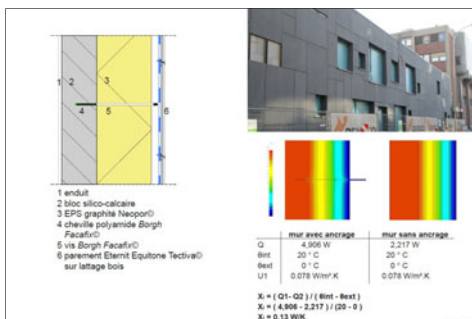 1 2 3
4 5 6
1 enduit
2 bloc silico-calcaire
3 EPS graphité Neopor©
4 cheville polyamide Borgh
Facafix©
5 vis Borgh Facafix©
6 parement Eternit Equitone Tectiva©
sur lattage bois
mur avec ancrage mur sans ancrage
Q 4,906 W 2,217 W
θint 20 °C 20 °C
θext 0 °C 0 °C
U1 0.078 W/m².K 0.078 W/m².K
Xᵢ = ( Q1- Q2 ) / ( θint - θext )
Xᵢ = ( 4,906 - 2,217 ) / (20 - 0 )
Xᵢ = 0,13 W/K